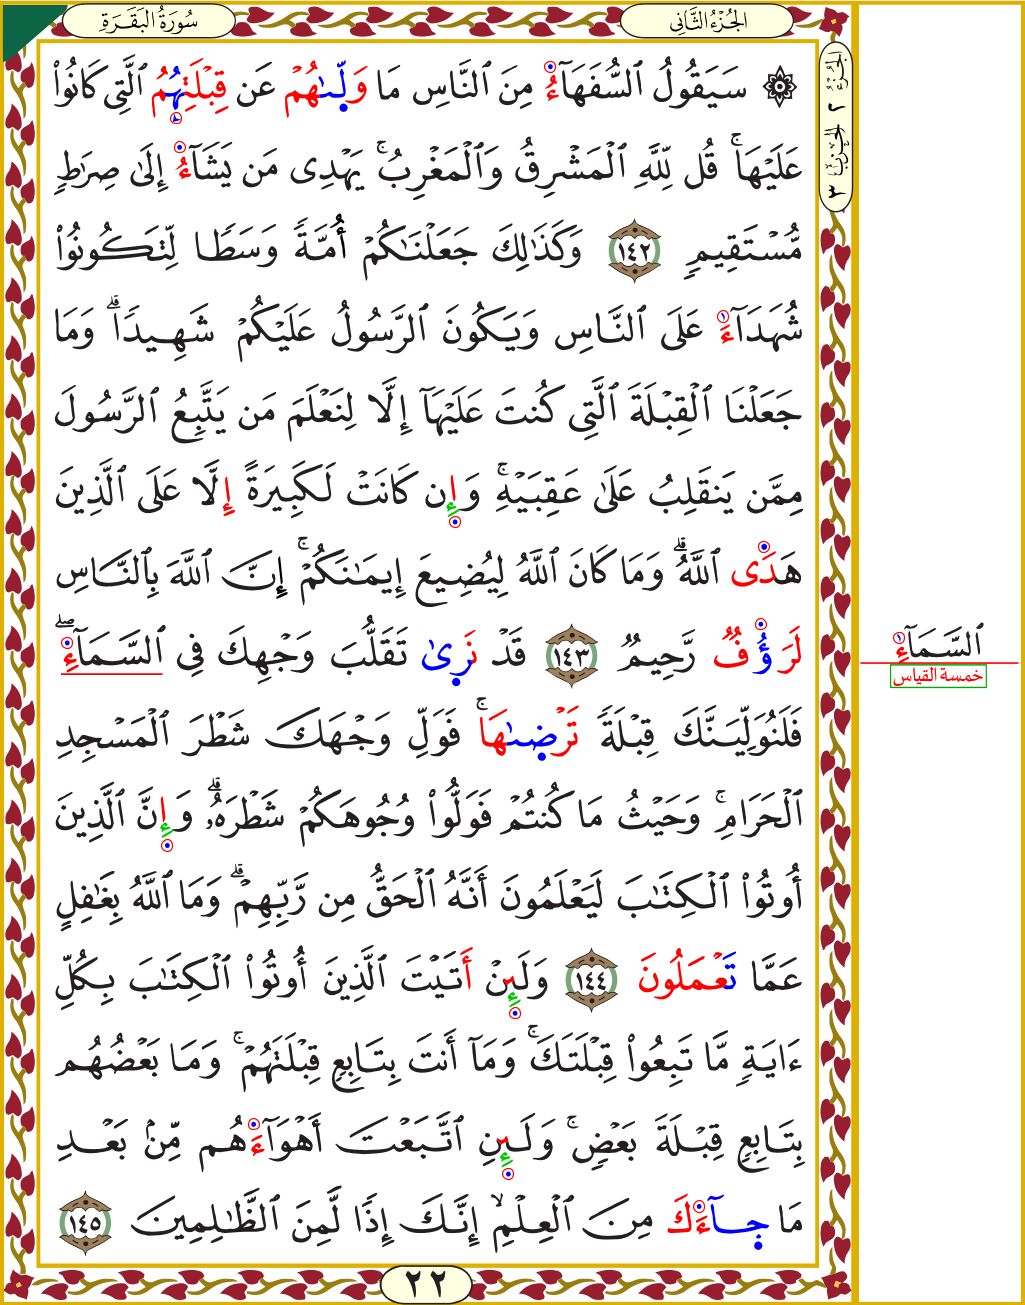 سُورَةُ البَقَرَةِ
الجُزْءُ الثَّانِي
الجُزْءُ ٢ الحِزْبُ ٣
۞ سَيَقُولُ ٱلسُّفَهَآءُ مِنَ ٱلنَّاسِ مَا وَلِّىٰهُمْ عَن قِبْلَتِهُِمُ ٱلَّتِى كَانُوا۟
عَلَيْهَا ۚ قُل لِّلَّهِ ٱلْمَشْرِقُ وَٱلْمَغْرِبُ ۚ يَهْدِى مَن يَشَآءُ إِلَىٰ صِرَٰطٍ
مُّسْتَقِيمٍ ١٤٢ وَكَذَٰلِكَ جَعَلْنَٰكُمْ أُمَّةً وَسَطًا لِّتَكُونُوا۟
شُهَدَآءَ عَلَى ٱلنَّاسِ وَيَكُونَ ٱلرَّسُولُ عَلَيْكُمْ شَهِيدًا ۗ وَمَا
جَعَلْنَا ٱلْقِبْلَةَ ٱلَّتِى كُنتَ عَلَيْهَآ إِلَّا لِنَعْلَمَ مَن يَتَّبِعُ ٱلرَّسُولَ
مِمَّن يَنقَلِبُ عَلَىٰ عَقِبَيْهِ ۚ وَإِن كَانَتْ لَكَبِيرَةً إِلَّا عَلَى ٱلَّذِينَ
هَدَى ٱللَّهُ ۗ وَمَا كَانَ ٱللَّهُ لِيُضِيعَ إِيمَٰنَكُمْ ۚ إِنَّ ٱللَّهَ بِٱلنَّاسِ
لَرَؤُفٌ رَّحِيمٌ ١٤٣ قَدْ نَرِىٰ تَقَلُّبَ وَجْهِكَ فِى ٱلسَّمَآءِ ۖ
فَلَنُوَلِّيَنَّكَ قِبْلَةً تَرْضِىٰهَا ۚ فَوَلِّ وَجْهَكَ شَطْرَ ٱلْمَسْجِدِ
ٱلْحَرَامِ ۚ وَحَيْثُ مَا كُنتُمْ فَوَلُّوا۟ وُجُوهَكُمْ شَطْرَهُۥ ۗ وَإِنَّ ٱلَّذِينَ
أُوتُوا۟ ٱلْكِتَٰبَ لَيَعْلَمُونَ أَنَّهُ ٱلْحَقُّ مِن رَّبِّهِمْ ۗ وَمَا ٱللَّهُ بِغَٰفِلٍ
عَمَّا تَعْمَلُونَ ١٤٤ وَلَئِنْ أَتَيْتَ ٱلَّذِينَ أُوتُوا۟ ٱلْكِتَٰبَ بِكُلِّ
ءَايَةٍ مَّا تَبِعُوا۟ قِبْلَتَكَ ۚ وَمَآ أَنتَ بِتَابِعٍ قِبْلَتَهُمْ ۚ وَمَا بَعْضُهُم
بِتَابِعٍ قِبْلَةَ بَعْضٍ ۚ وَلَئِنِ ٱتَّبَعْتَ أَهْوَآءَهُم مِّنۢ بَعْدِ
مَا جِآءَكَ مِنَ ٱلْعِلْمِ ۙ إِنَّكَ إِذًا لَّمِنَ ٱلظَّٰلِمِينَ ١٤٥
ٱلسَّمَآءِ
خمسة القياس
٢٢